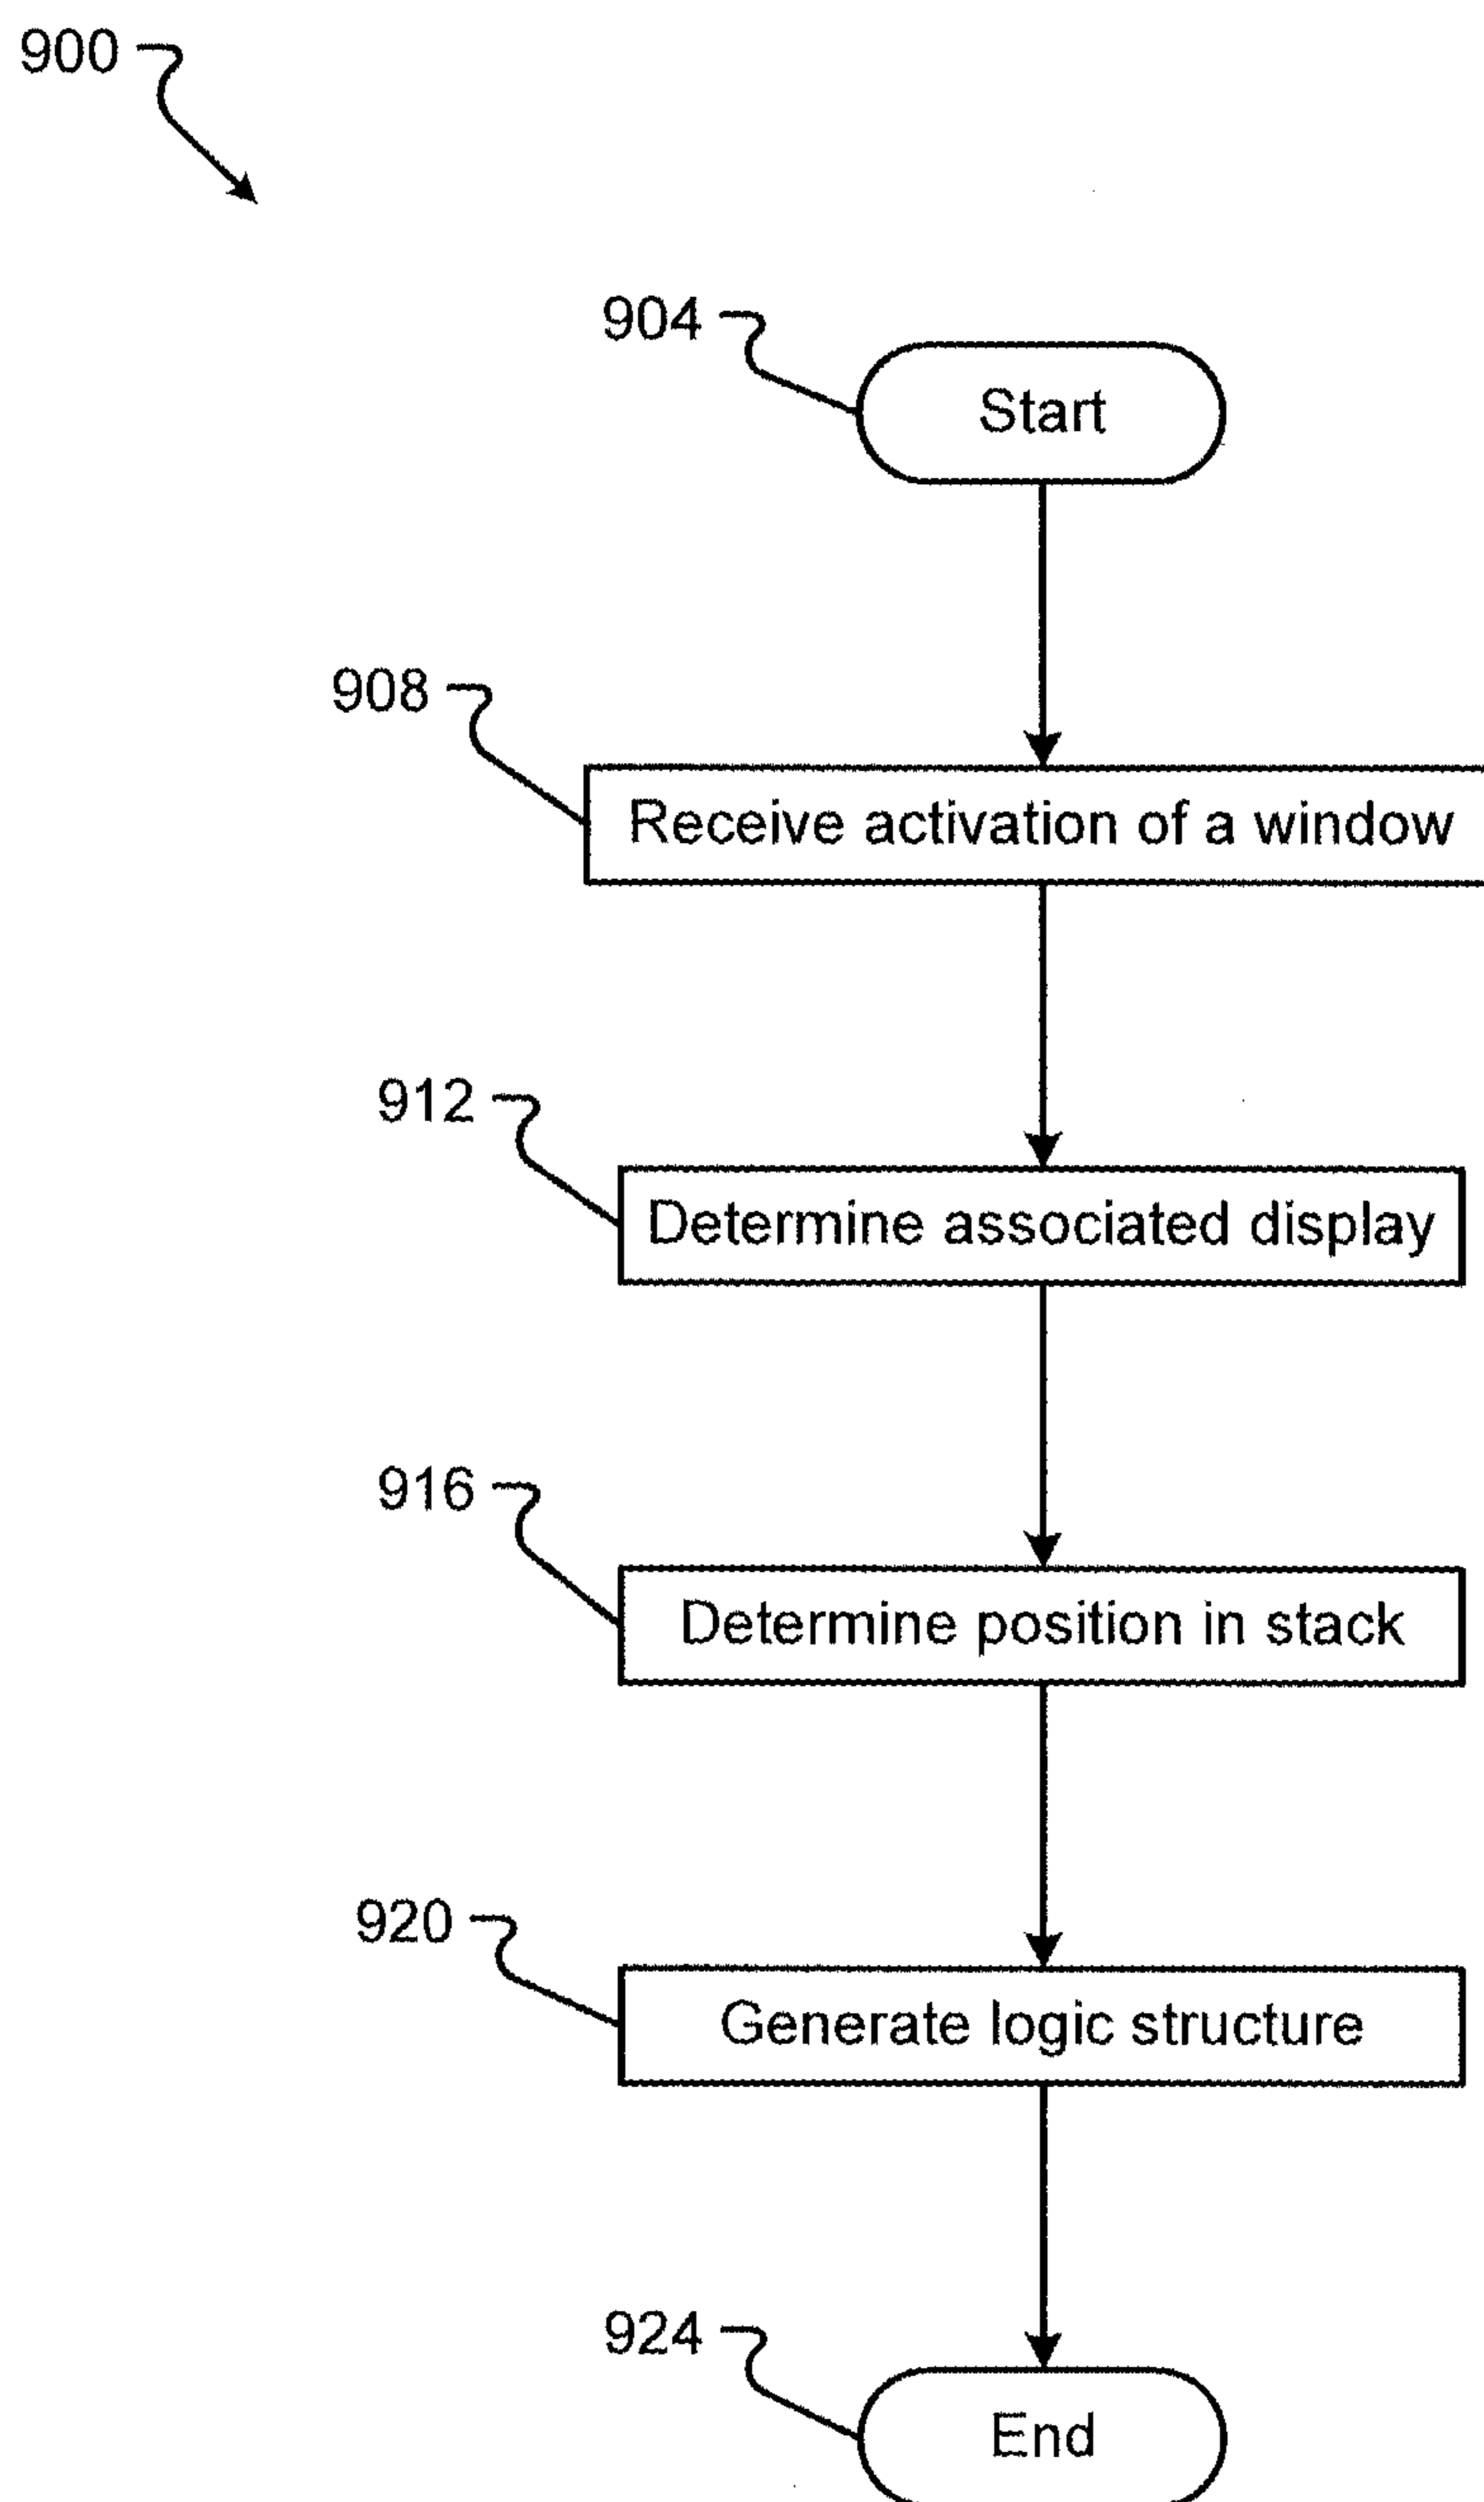 900
904
Start
908
Receive activation of a window
912
Determine associated display
916
Determine position in stack
920
Generate logic structure
924
End